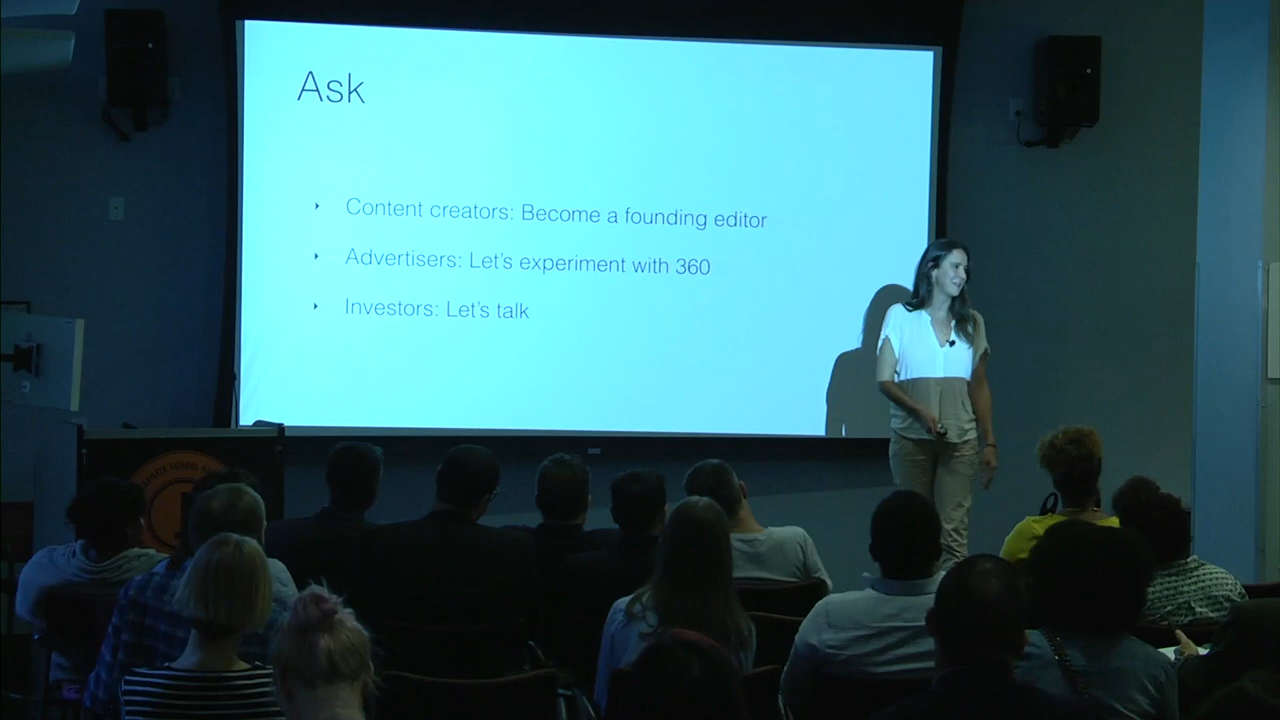 Ask
Content creators: Become a founding editor
Advertisers: Let's experiment with 360
Investors: Let's talk